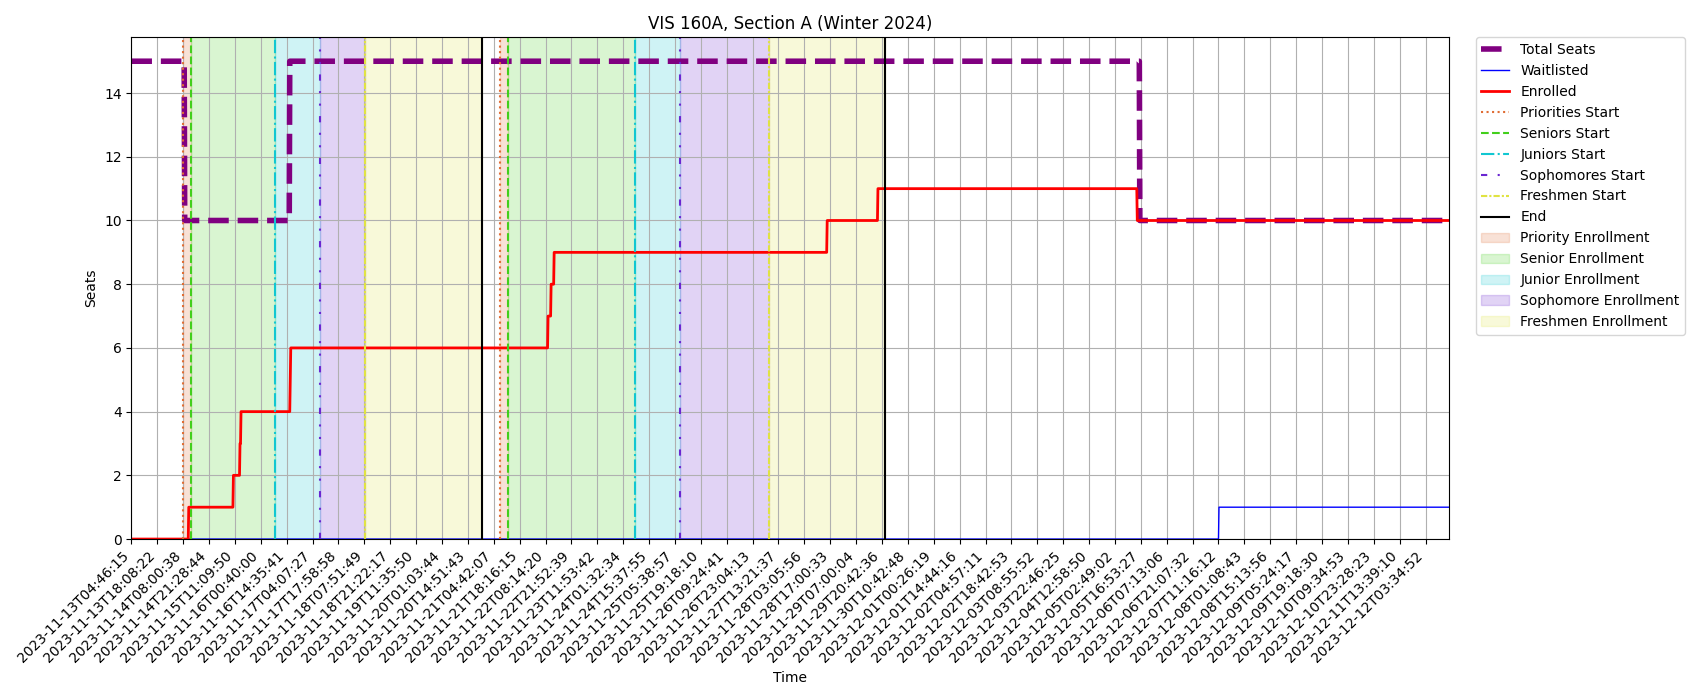 VIS 160A, Section A (Winter 2024)
Total Seats
Waitlisted
Enrolled
Priorities Start
Seniors Start
Juniors Start
Sophomores Start
Freshmen Start
End
Priority Enrollment
Senior Enrollment
Junior Enrollment
Sophomore Enrollment
Freshmen Enrollment
Seats
14
12
10
8
6
4
2
0
2023-11-13T04:46:15
2023-11-13T18:08:22
2023-11-14T08:00:38
2023-11-14T21:28:44
2023-11-15T11:09:50
2023-11-16T00:40:00
2023-11-16T14:35:41
2023-11-17T04:07:27
2023-11-17T17:58:58
2023-11-18T07:51:49
2023-11-18T21:22:17
2023-11-19T11:35:50
2023-11-20T01:03:44
2023-11-20T14:51:43
2023-11-21T04:42:07
2023-11-21T18:16:15
2023-11-22T08:14:20
2023-11-22T21:52:39
2023-11-23T11:53:42
2023-11-24T01:32:34
2023-11-24T15:37:55
2023-11-25T05:38:57
2023-11-25T19:18:10
2023-11-26T09:24:41
2023-11-26T23:04:13
2023-11-27T13:21:37
2023-11-28T03:05:56
2023-11-28T17:00:33
2023-11-29T07:00:04
2023-11-29T20:42:36
2023-11-30T10:42:48
2023-12-01T00:26:19
2023-12-01T14:44:16
2023-12-02T04:57:11
2023-12-02T18:42:53
2023-12-03T08:55:52
2023-12-03T22:46:25
2023-12-04T12:58:50
2023-12-05T02:49:02
2023-12-05T16:53:27
2023-12-06T07:13:06
2023-12-06T21:07:32
2023-12-07T11:16:12
2023-12-08T01:08:43
2023-12-08T15:13:56
2023-12-09T05:24:17
2023-12-09T19:18:30
2023-12-10T09:34:53
2023-12-10T23:28:23
2023-12-11T13:39:10
2023-12-12T03:34:52
Time